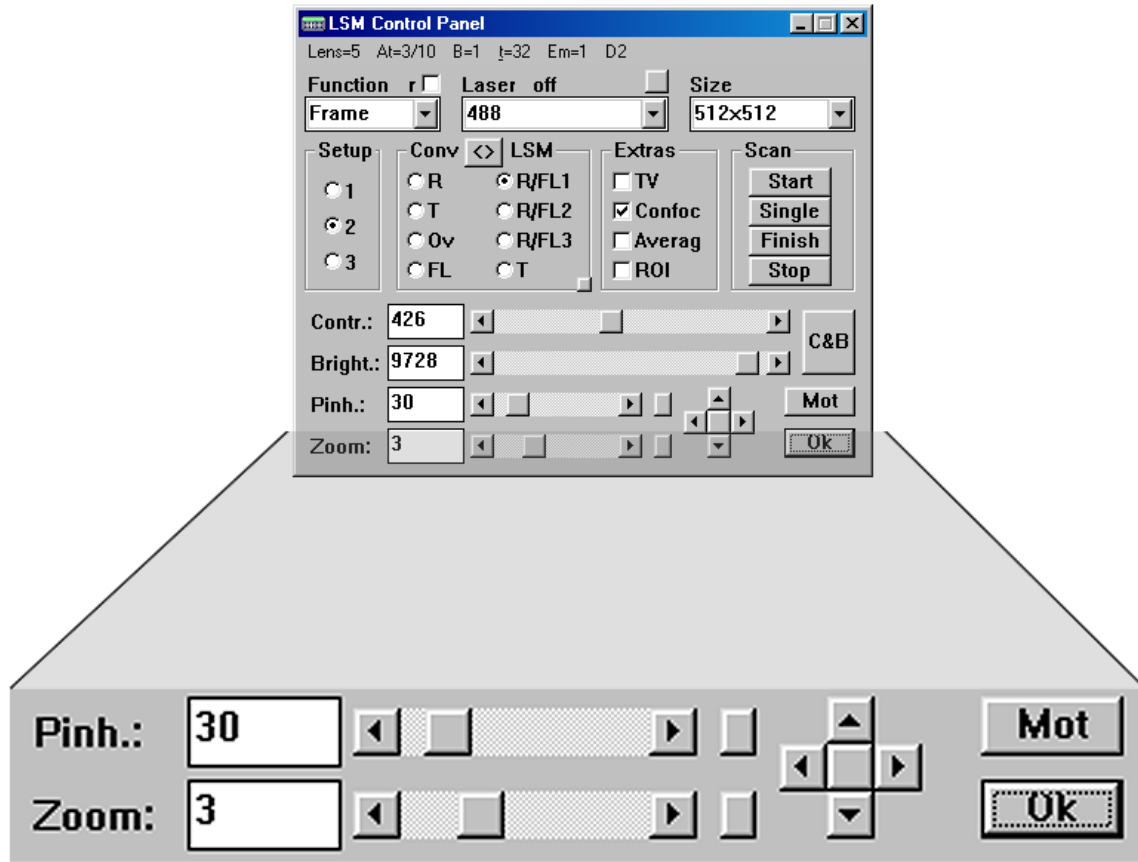 LSM Control Panel
Lens=5 At=3/10 B=1 t=32 Em=1 D2
Function r Laser off Size
Frame 488 512×512
Setup Conv <> LSM Extras Scan
1 R R/FL1 TV Start
2 T R/FL2 Confoc Single
3 Ov R/FL3 Averag Finish
FL T ROI Stop
Contr.: 426
C&B
Bright.: 9728
Pinh.: 30 Mot
Zoom: 3 Ok
Pinh.: 30 Mot
Zoom: 3 Ok